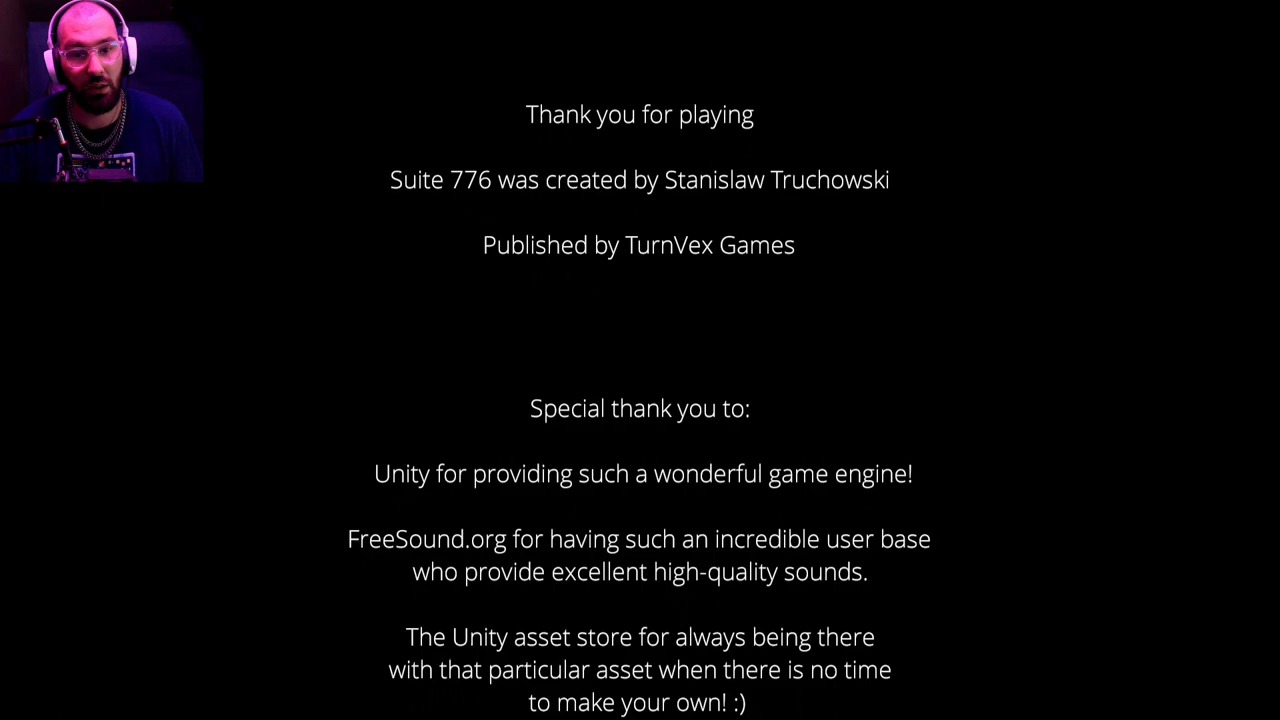 Thank you for playing
Suite 776 was created by Stanislaw Truchowski
Published by TurnVex Games
Special thank you to:
Unity for providing such a wonderful game engine!
FreeSound.org for having such an incredible user base
who provide excellent high-quality sounds.
The Unity asset store for always being there
with that particular asset when there is no time
to make your own! :)